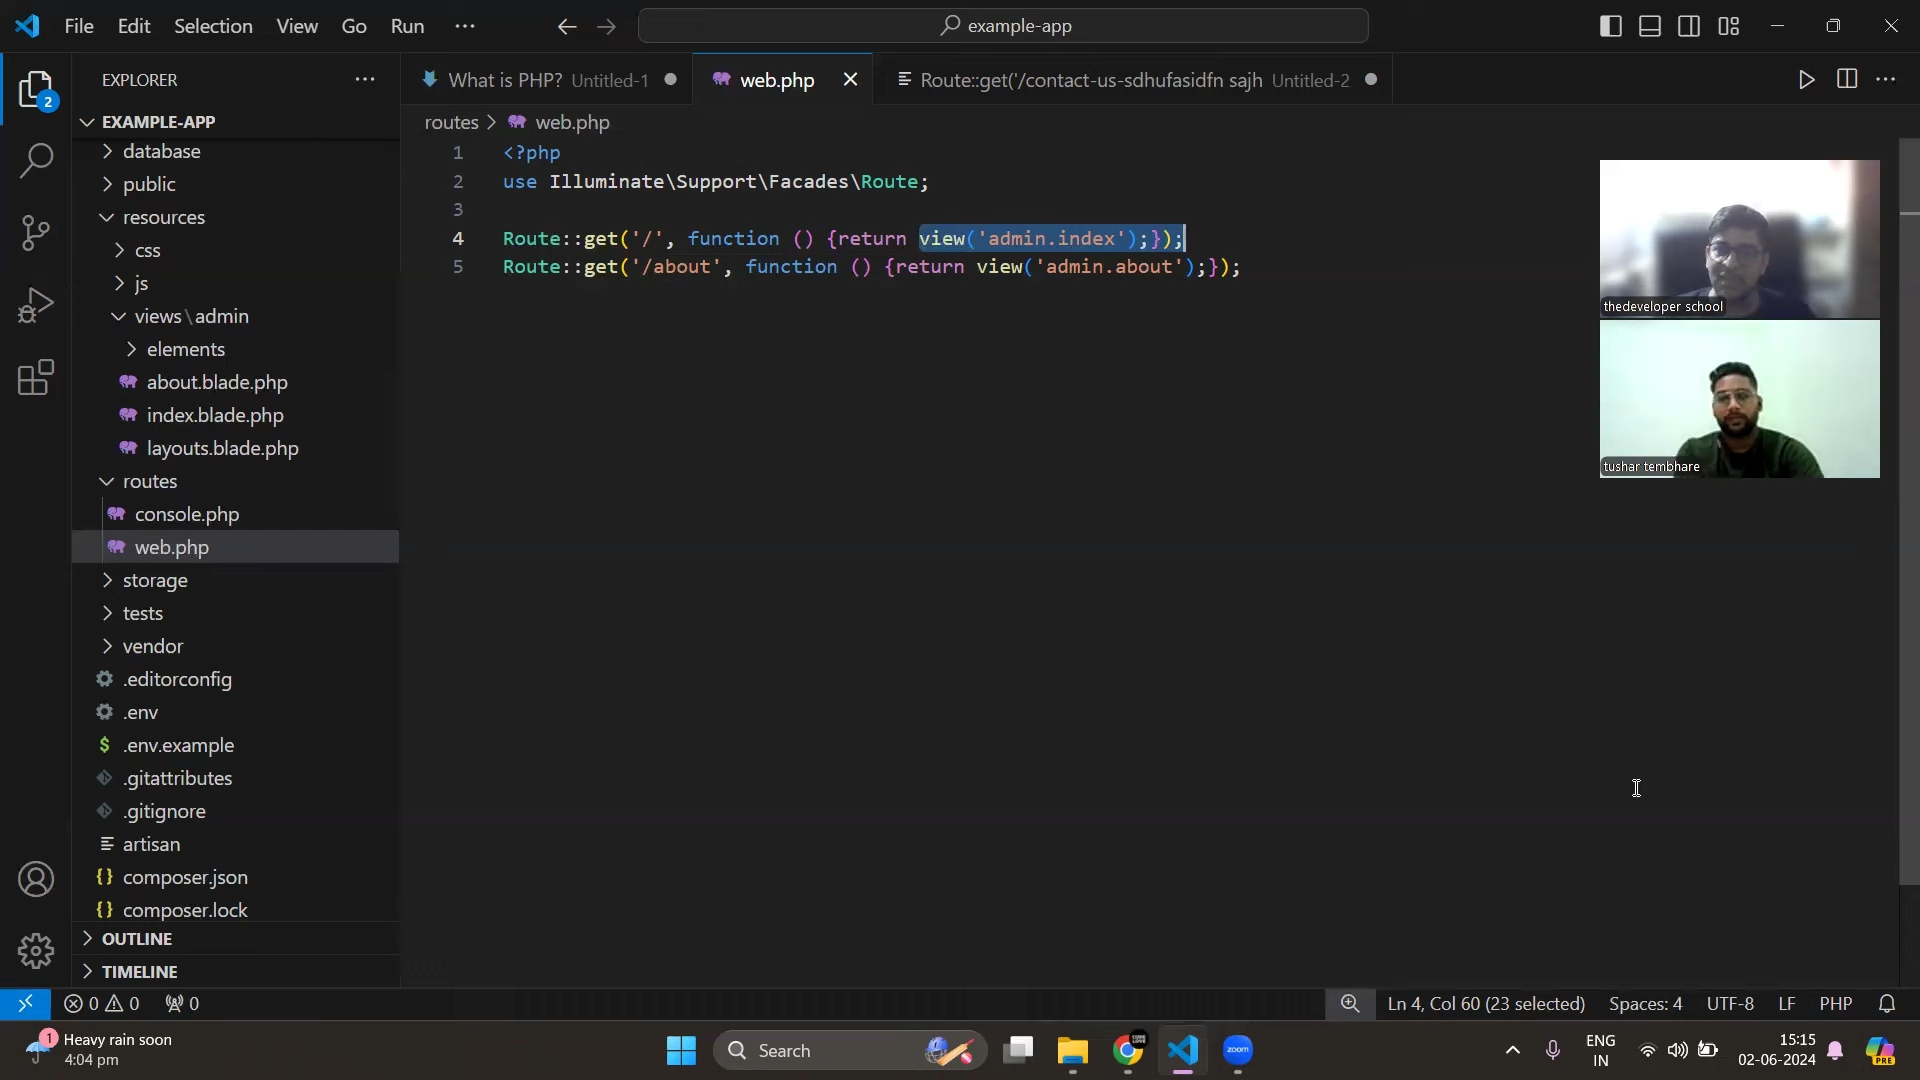 File Edit Selection View Go Run ···
example-app
EXPLORER ···
What is PHP? Untitled-1
web.php
Route::get('/contact-us-sdhufasidfn sajh Untitled-2
2
EXAMPLE-APP
database
public
resources
css
js
views\admin
elements
about.blade.php
index.blade.php
layouts.blade.php
routes
console.php
web.php
storage
tests
vendor
.editorconfig
.env
.env.example
.gitattributes
.gitignore
artisan
composer.json
composer.lock
OUTLINE
TIMELINE
routes > web.php
1 <?php
2 use Illuminate\Support\Facades\Route;
3
4 Route::get('/', function () {return view('admin.index');});
5 Route::get('/about', function () {return view('admin.about');});
thedeveloper school
tushar tembhare
0 0 0
Ln 4, Col 60 (23 selected) Spaces: 4 UTF-8 LF PHP
1
Heavy rain soon
4:04 pm
Search
zoom
ENG
IN
15:15
02-06-2024
PRE